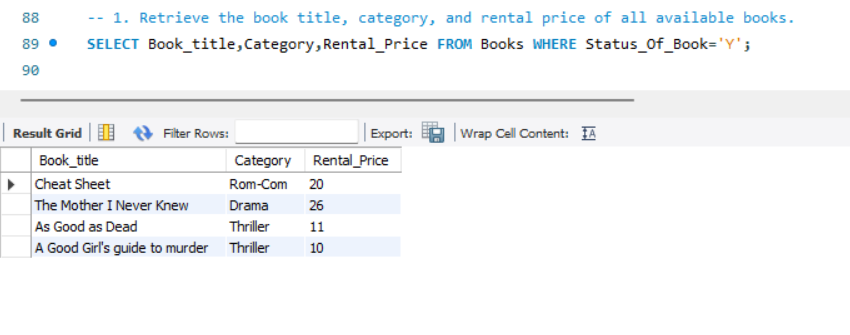 88 -- 1. Retrieve the book title, category, and rental price of all available books.
89 SELECT Book_title,Category,Rental_Price FROM Books WHERE Status_Of_Book='Y';
90
Result Grid Filter Rows: Export: Wrap Cell Content: IA
Book_title Category Rental_Price
Cheat Sheet Rom-Com 20
The Mother I Never Knew Drama 26
As Good as Dead Thriller 11
A Good Girl's guide to murder Thriller 10